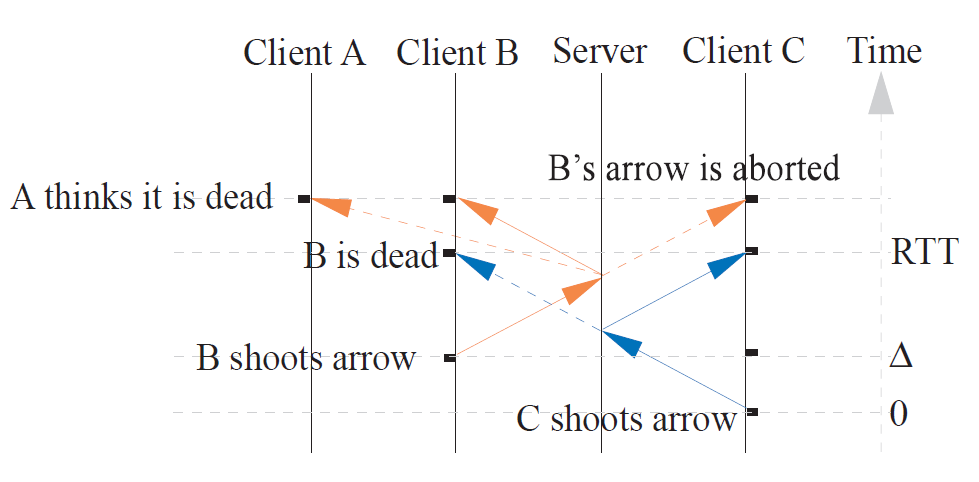 Client A Client B Server Client C Time
B’s arrow is aborted
A thinks it is dead
B is dead
RTT
B shoots arrow
Δ
C shoots arrow
0